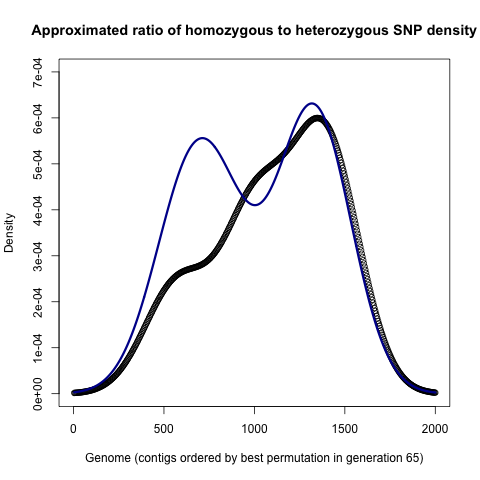 Approximated ratio of homozygous to heterozygous SNP density
7e-04
6e-04
5e-04
4e-04
3e-04
2e-04
1e-04
0e+00
Density
0 500 1000 1500 2000
Genome (contigs ordered by best permutation in generation 65)